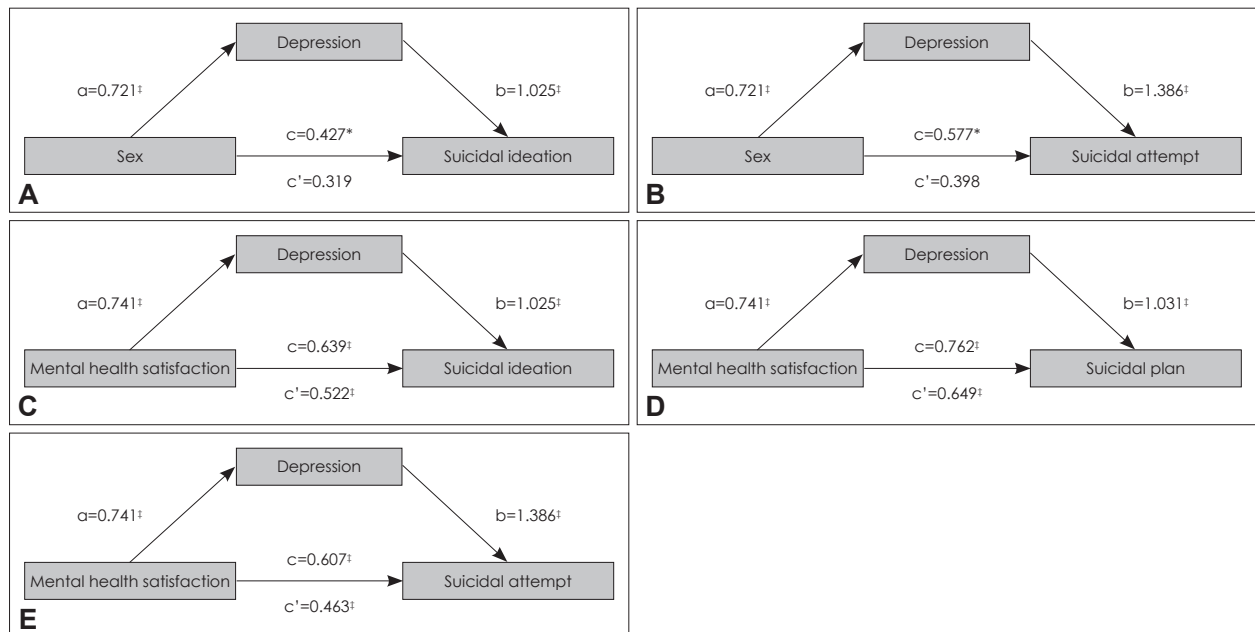 Depression
a=0.721‡
b=1.025‡
c=0.427*
Sex
Suicidal ideation
c’=0.319
A
Depression
a=0.721‡
b=1.386‡
c=0.577*
Sex
Suicidal attempt
c’=0.398
B
Depression
a=0.741‡
b=1.025‡
c=0.639‡
Mental health satisfaction
Suicidal ideation
c’=0.522‡
C
Depression
a=0.741‡
b=1.031‡
c=0.762‡
Mental health satisfaction
Suicidal plan
c’=0.649‡
D
Depression
a=0.741‡
b=1.386‡
c=0.607‡
Mental health satisfaction
Suicidal attempt
c’=0.463‡
E